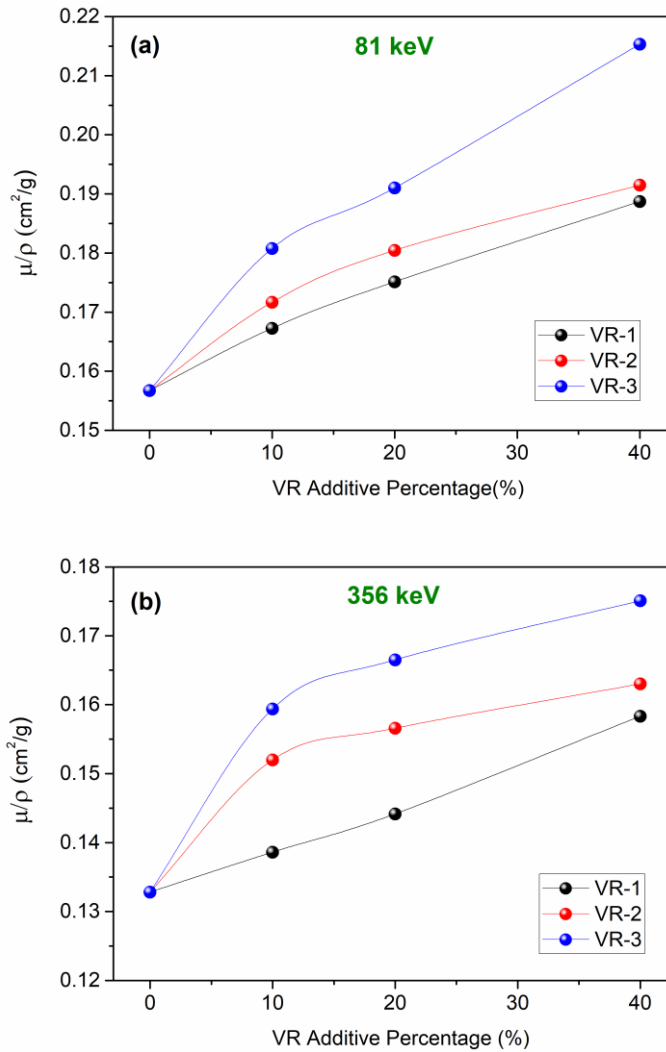 (a)
81 keV
0.22
0.21
0.20
0.19
0.18
0.17
0.16
0.15
μ/ρ (cm²/g)
VR-1
VR-2
VR-3
0 10 20 30 40
VR Additive Percentage(%)
(b)
356 keV
0.18
0.17
0.16
0.15
0.14
0.13
0.12
μ/ρ (cm²/g)
VR-1
VR-2
VR-3
0 10 20 30 40
VR Additive Percentage (%)